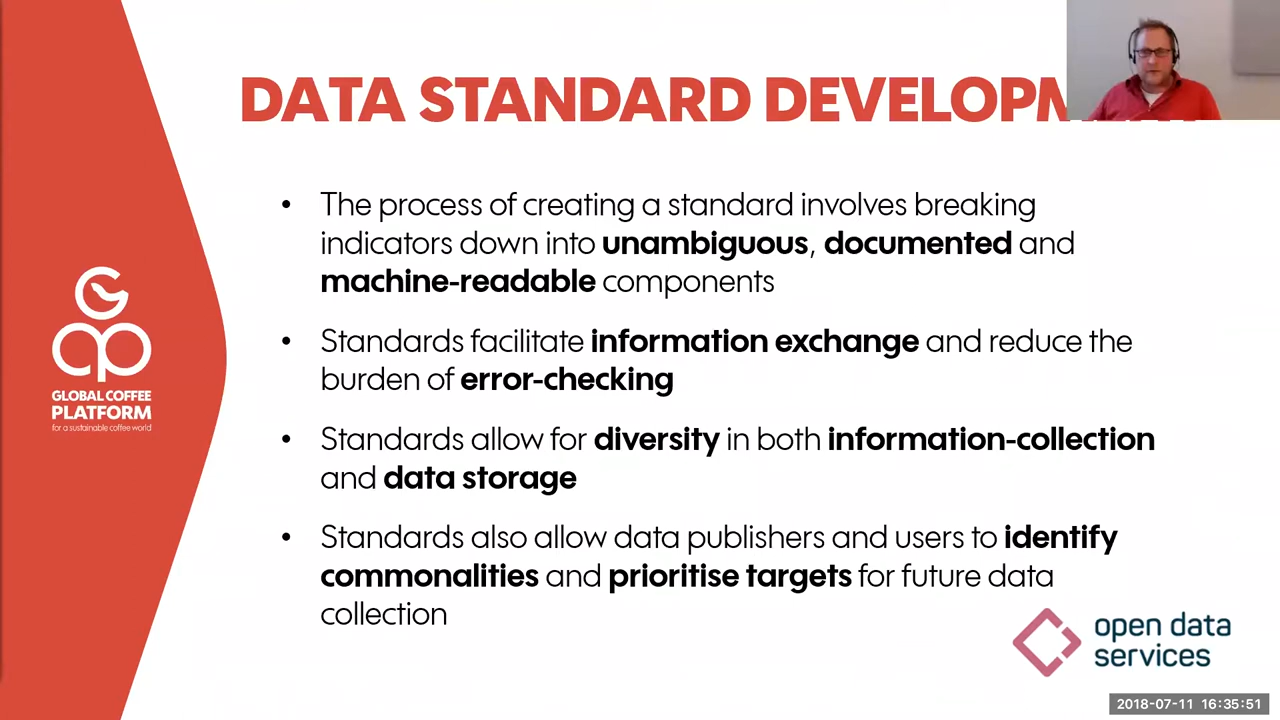 DATA STANDARD DEVELOPM
• The process of creating a standard involves breaking
indicators down into unambiguous, documented and
machine-readable components
• Standards facilitate information exchange and reduce the
burden of error-checking
• Standards allow for diversity in both information-collection
and data storage
• Standards also allow data publishers and users to identify
commonalities and prioritise targets for future data
collection
GCP
GLOBAL COFFEE
PLATFORM
for a sustainable coffee world
open data
services
2018-07-11 16:35:51